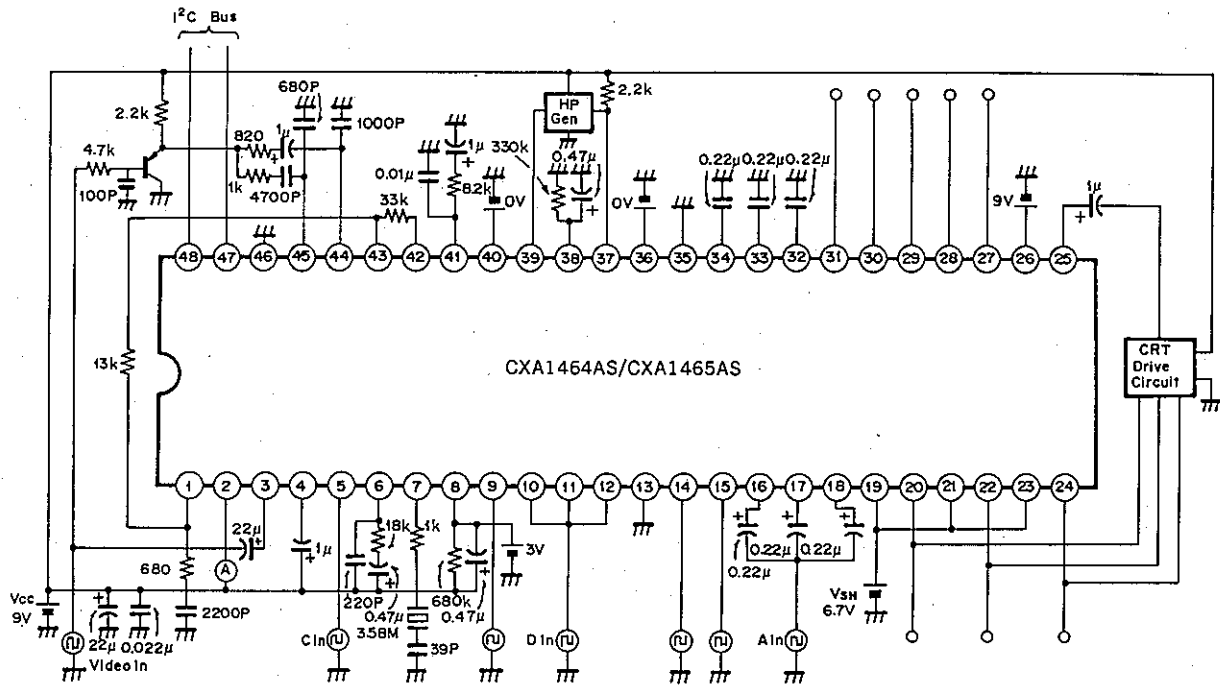 I²C Bus
2.2k
4.7k
100P
820
1µ
+
1k
4700P
680P
1000P
0.01µ
1µ
+
82k
33k
0V
HP
Gen
330k
0.47µ
+
2.2k
0V
0.22µ
0.22µ
0.22µ
9V
1µ
+
48
47
46
45
44
43
42
41
40
39
38
37
36
35
34
33
32
31
30
29
28
27
26
25
13k
CXA1464AS/CXA1465AS
CRT
Drive
Circuit
1
2
3
4
5
6
7
8
9
10
11
12
13
14
15
16
17
18
19
20
21
22
23
24
680
A
22µ
+
1µ
+
18k
+
220P
0.47µ
1k
3.58M
39P
680k
0.47µ
+
3V
+
+
+
0.22µ
0.22µ
0.22µ
Vcc
9V
+
22µ
0.022µ
2200P
Video in
C in
D in
A in
VSH
6.7V